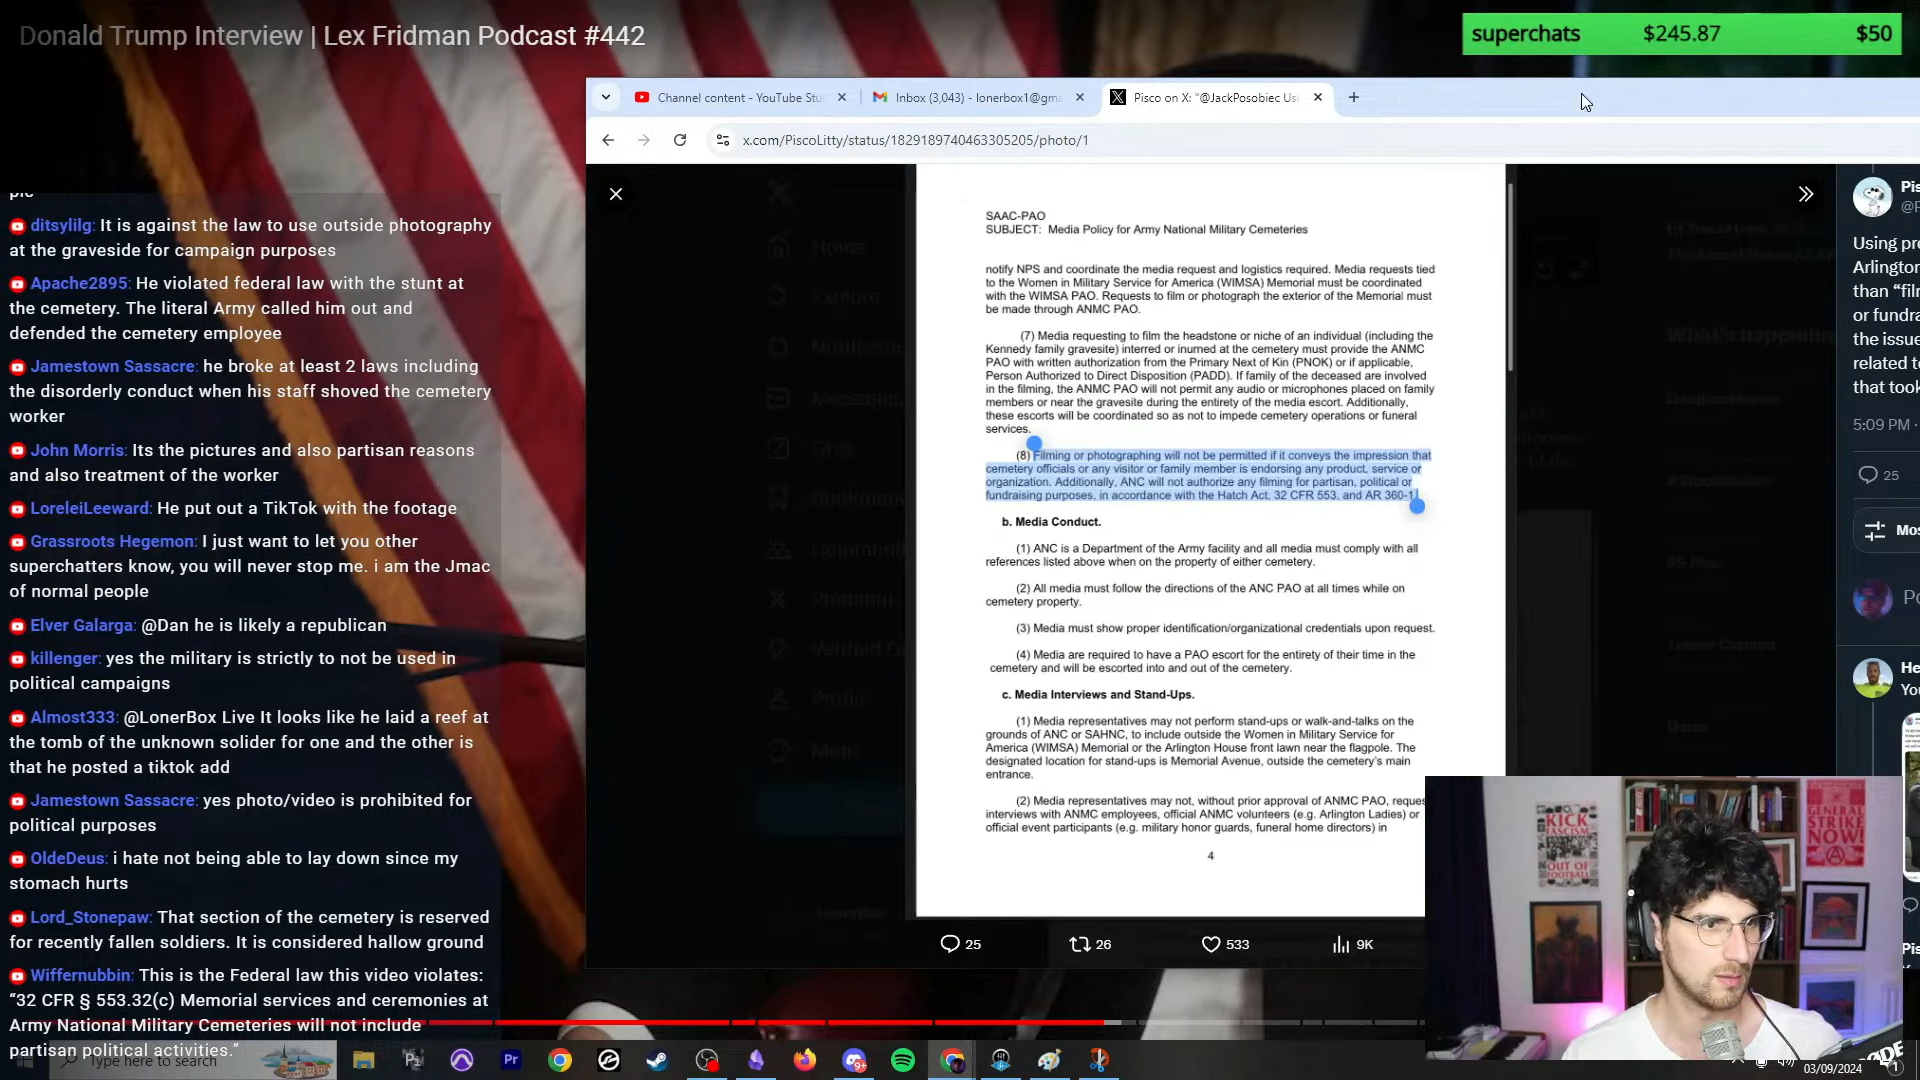 Donald Trump Interview | Lex Fridman Podcast #442
superchats $245.87 $50
Channel content - YouTube Stu
Inbox (3,043) - lonerbox1@gma
Pisco on X: "@JackPosobiec Usi
x.com/PiscoLitty/status/1829189740463305205/photo/1
pic
ditsylilg: It is against the law to use outside photography
at the graveside for campaign purposes
Apache2895: He violated federal law with the stunt at
the cemetery. The literal Army called him out and
defended the cemetery employee
Jamestown Sassacre: he broke at least 2 laws including
the disorderly conduct when his staff shoved the cemetery
worker
John Morris: Its the pictures and also partisan reasons
and also treatment of the worker
LoreleiLeeward: He put out a TikTok with the footage
Grassroots Hegemon: I just want to let you other
superchatters know, you will never stop me. i am the Jmac
of normal people
Elver Galarga: @Dan he is likely a republican
killenger: yes the military is strictly to not be used in
political campaigns
Almost333: @LonerBox Live It looks like he laid a reef at
the tomb of the unknown solider for one and the other is
that he posted a tiktok add
Jamestown Sassacre: yes photo/video is prohibited for
political purposes
OldeDeus: i hate not being able to lay down since my
stomach hurts
Lord_Stonepaw: That section of the cemetery is reserved
for recently fallen soldiers. It is considered hallow ground
Wiffernubbin: This is the Federal law this video violates:
"32 CFR § 553.32(c) Memorial services and ceremonies at
Army National Military Cemeteries will not include
partisan political activities."
Home
Explore
Messages
Grok
Bookmarks
Premium
Profile
More
SAAC-PAO
SUBJECT: Media Policy for Army National Military Cemeteries
notify NPS and coordinate the media request and logistics required. Media requests tied
to the Women in Military Service for America (WIMSA) Memorial must be coordinated
with the WIMSA PAO. Requests to film or photograph the exterior of the Memorial must
be made through ANMC PAO.
(7) Media requesting to film the headstone or niche of an individual (including the
Kennedy family gravesite) interred or inurned at the cemetery must provide the ANMC
PAO with written authorization from the Primary Next of Kin (PNOK) or if applicable,
Person Authorized to Direct Disposition (PADD). If family of the deceased are involved
in the filming, the ANMC PAO will not permit any audio or microphones placed on family
members or near the gravesite during the entirety of the media escort. Additionally,
these escorts will be coordinated so as not to impede cemetery operations or funeral
services.
(8) Filming or photographing will not be permitted if it conveys the impression that
cemetery officials or any visitor or family member is endorsing any product, service or
organization. Additionally, ANC will not authorize any filming for partisan, political or
fundraising purposes, in accordance with the Hatch Act, 32 CFR 553, and AR 360-1.
b. Media Conduct.
(1) ANC is a Department of the Army facility and all media must comply with all
references listed above when on the property of either cemetery.
(2) All media must follow the directions of the ANC PAO at all times while on
cemetery property.
(3) Media must show proper identification/organizational credentials upon request.
(4) Media are required to have a PAO escort for the entirety of their time in the
cemetery and will be escorted into and out of the cemetery.
c. Media Interviews and Stand-Ups.
(1) Media representatives may not perform stand-ups or walk-and-talks on the
grounds of ANC or SAHNC, to include outside the Women in Military Service for
America (WIMSA) Memorial or the Arlington House front lawn near the flagpole. The
designated location for stand-ups is Memorial Avenue, outside the cemetery's main
entrance.
(2) Media representatives may not, without prior approval of ANMC PAO, reques
interviews with ANMC employees, official ANMC volunteers (e.g. Arlington Ladies) or
official event participants (e.g. military honor guards, funeral home directors) in
4
25 26 533 9K
Pis
@P
Using pre
Arlington
than "film
or fundra
the issue
related to
that took
5:09 PM ·
25
Mos
Po
He
You
Pis
What's happening
KICK
FASCISM
OUT OF
FOOTBALL
GENERAL
STRIKE
NOW!
Type here to search
Pr
9+
03/09/2024
1